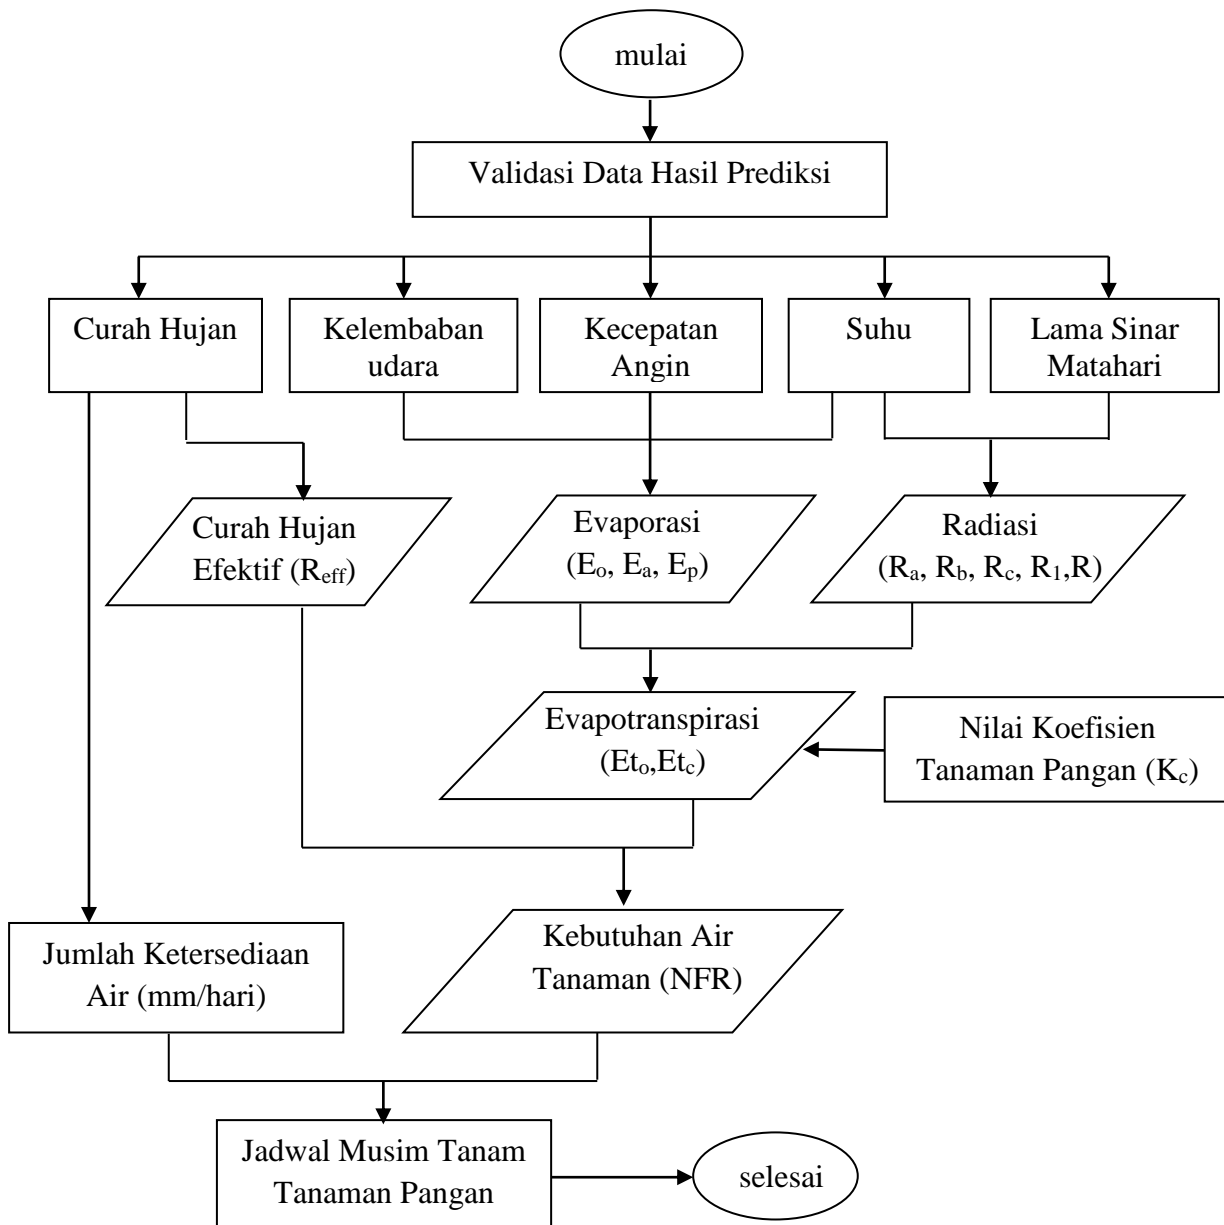 mulai
Validasi Data Hasil Prediksi
Curah Hujan
Kelembaban
udara
Kecepatan
Angin
Suhu
Lama Sinar
Matahari
Curah Hujan
Efektif (Reff)
Evaporasi
(Eo, Ea, Ep)
Radiasi
(Ra, Rb, Rc, R1,R)
Evapotranspirasi
(Eto,Etc)
Nilai Koefisien
Tanaman Pangan (Kc)
Jumlah Ketersediaan
Air (mm/hari)
Kebutuhan Air
Tanaman (NFR)
Jadwal Musim Tanam
Tanaman Pangan
selesai